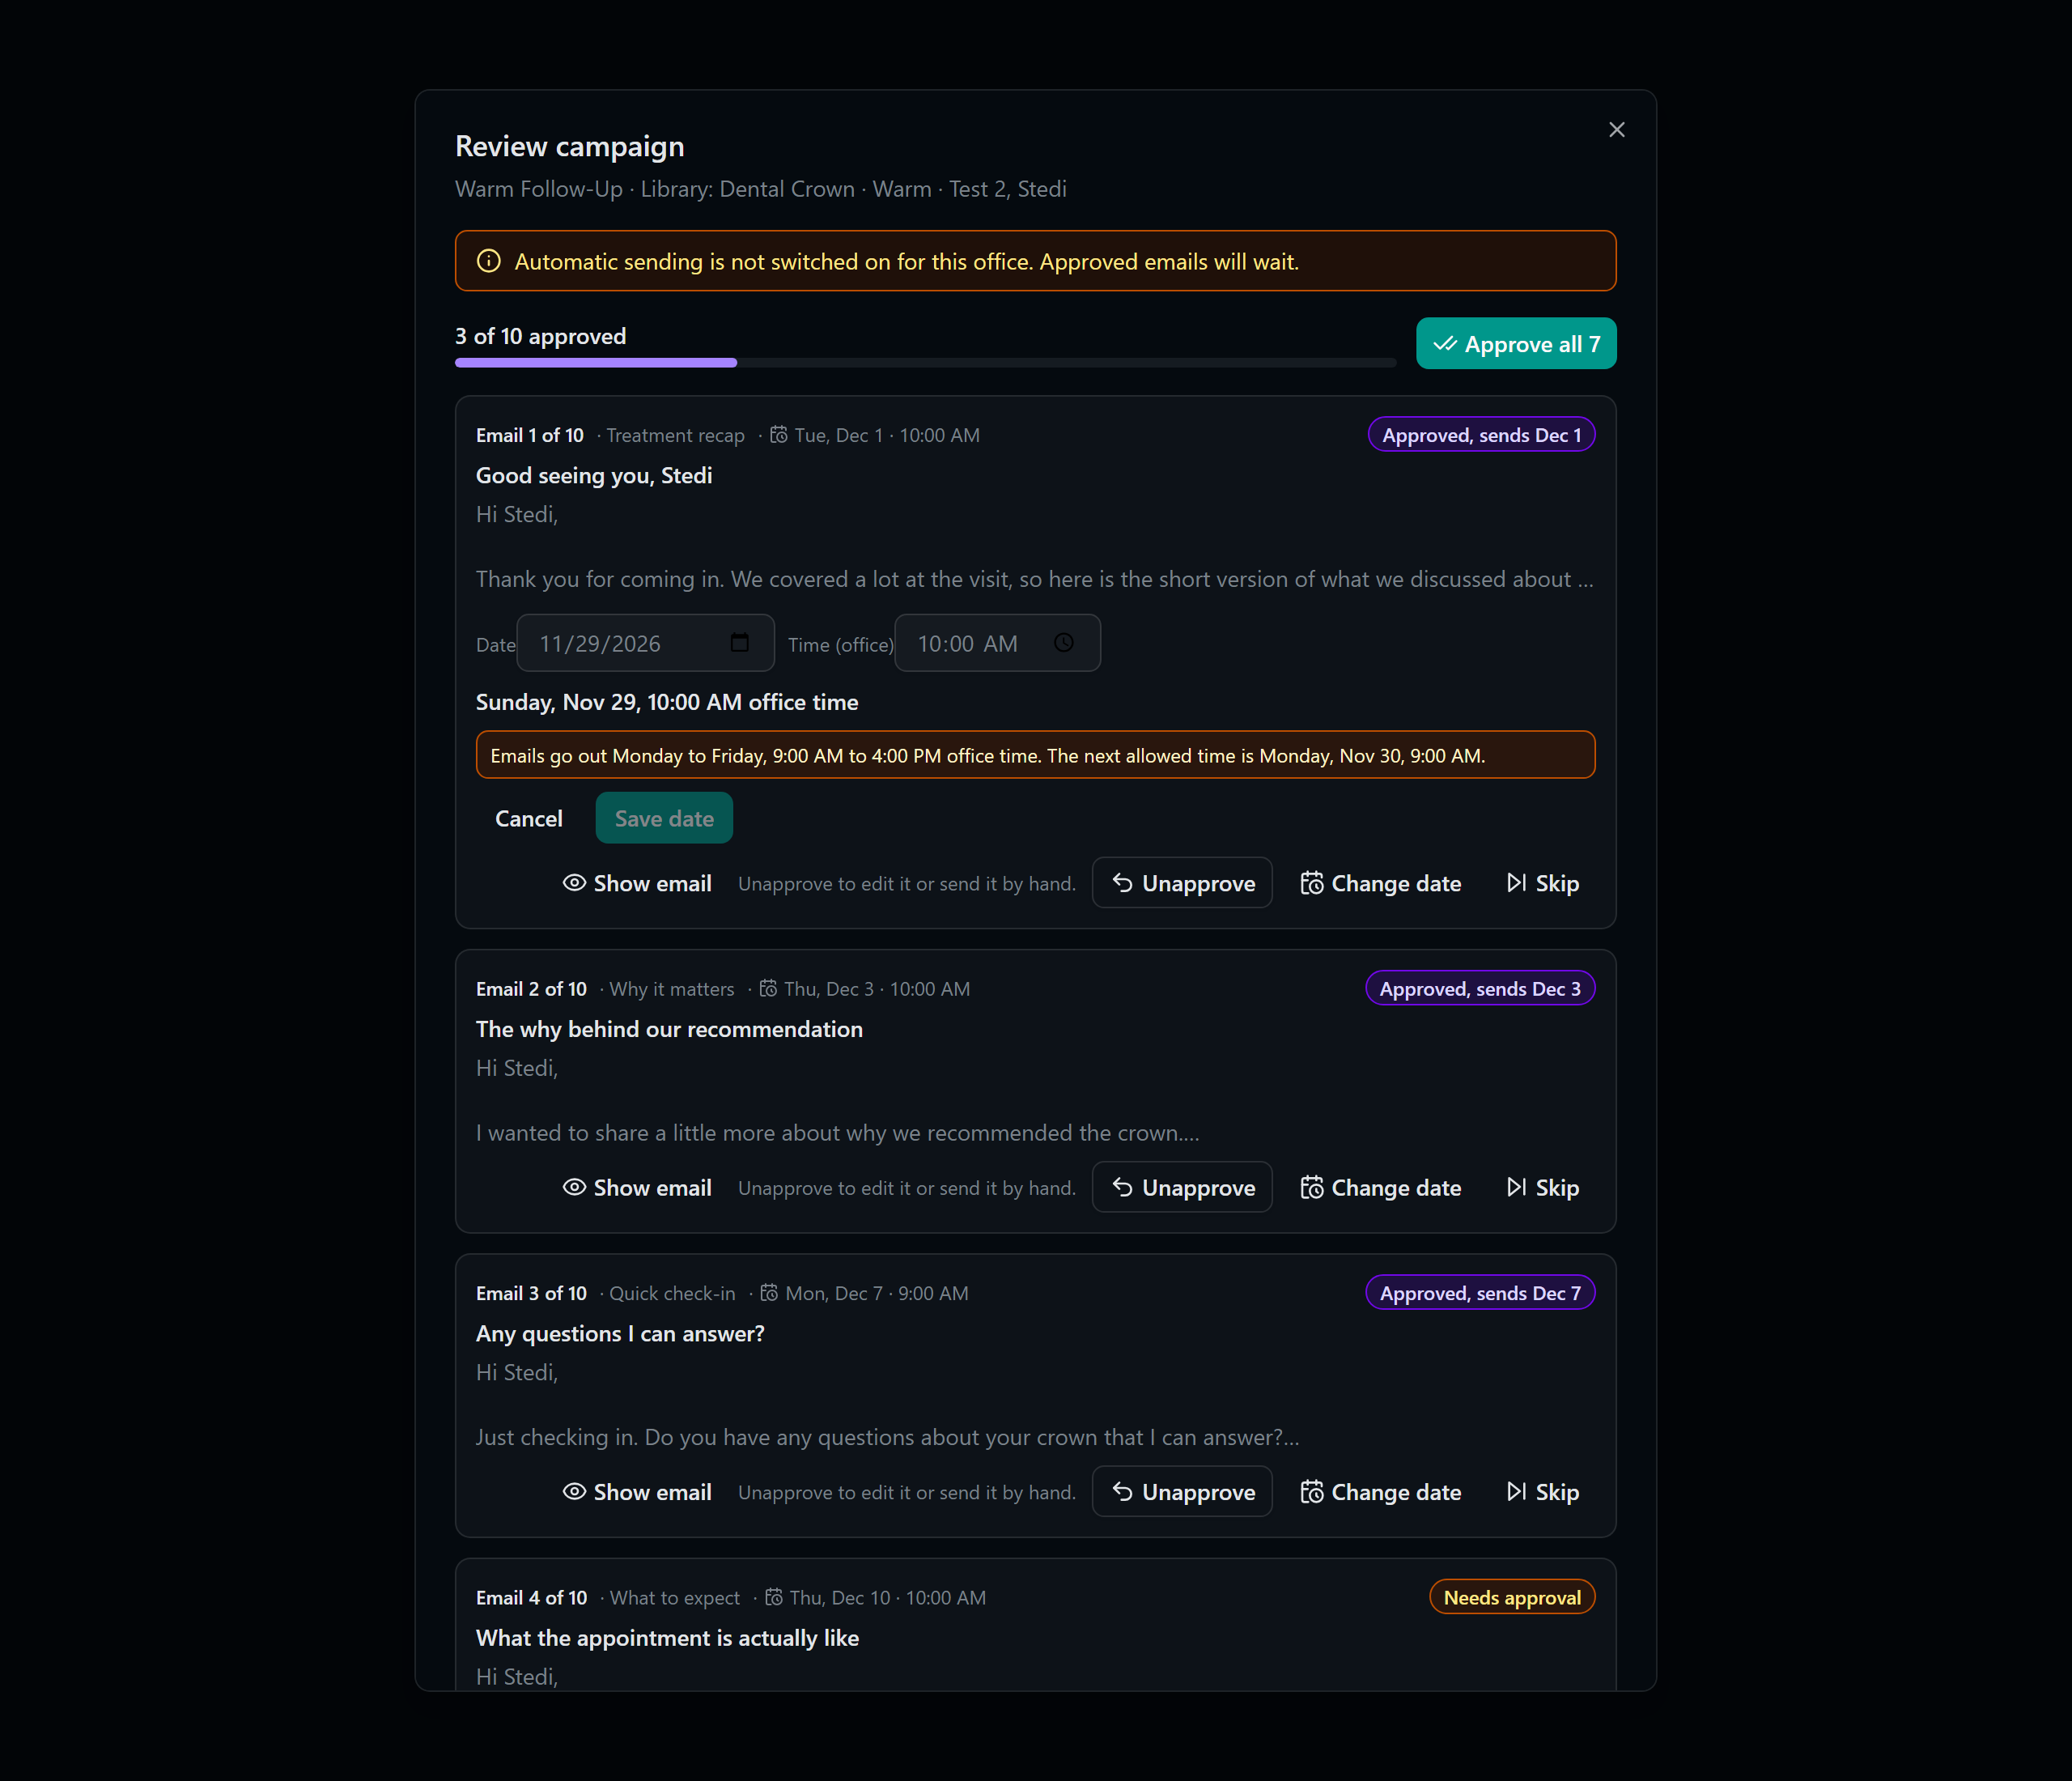 Review campaign
Warm Follow-Up · Library: Dental Crown · Warm · Test 2, Stedi
Automatic sending is not switched on for this office. Approved emails will wait.
3 of 10 approved
Approve all 7
Email 1 of 10 · Treatment recap · Tue, Dec 1 · 10:00 AM Approved, sends Dec 1
Good seeing you, Stedi
Hi Stedi,
Thank you for coming in. We covered a lot at the visit, so here is the short version of what we discussed about ...
Date 11/29/2026 Time (office) 10:00 AM
Sunday, Nov 29, 10:00 AM office time
Emails go out Monday to Friday, 9:00 AM to 4:00 PM office time. The next allowed time is Monday, Nov 30, 9:00 AM.
Cancel Save date
Show email Unapprove to edit it or send it by hand. Unapprove Change date Skip
Email 2 of 10 · Why it matters · Thu, Dec 3 · 10:00 AM Approved, sends Dec 3
The why behind our recommendation
Hi Stedi,
I wanted to share a little more about why we recommended the crown....
Show email Unapprove to edit it or send it by hand. Unapprove Change date Skip
Email 3 of 10 · Quick check-in · Mon, Dec 7 · 9:00 AM Approved, sends Dec 7
Any questions I can answer?
Hi Stedi,
Just checking in. Do you have any questions about your crown that I can answer?...
Show email Unapprove to edit it or send it by hand. Unapprove Change date Skip
Email 4 of 10 · What to expect · Thu, Dec 10 · 10:00 AM Needs approval
What the appointment is actually like
Hi Stedi,